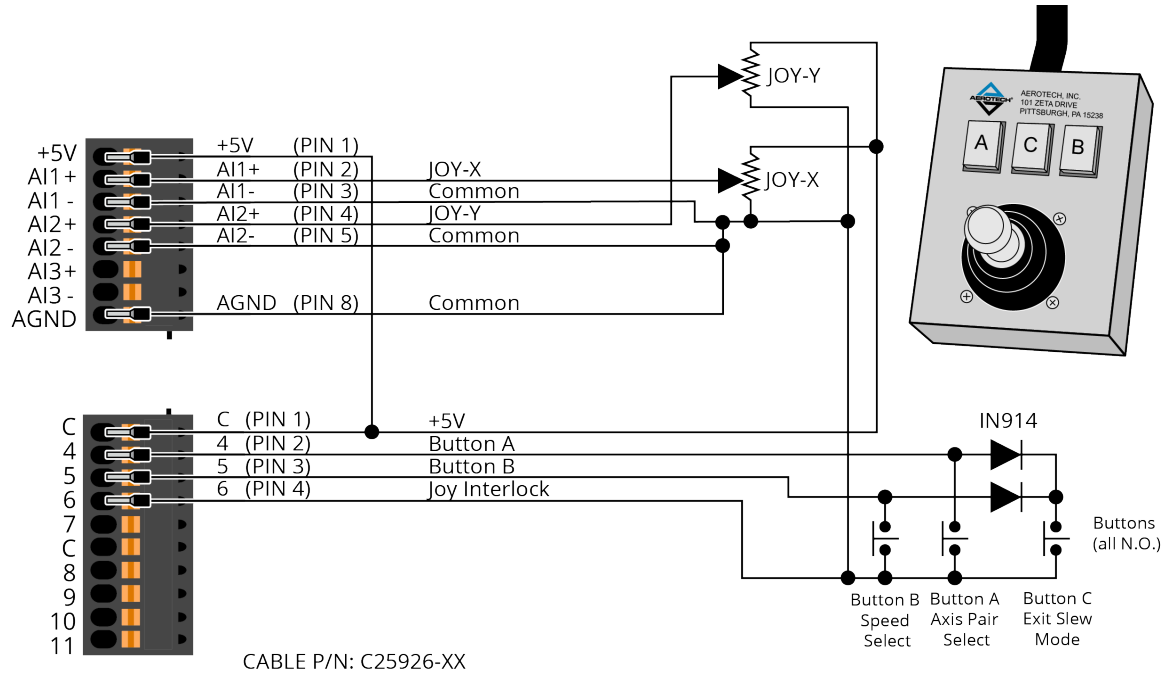 JOY-Y
AEROTECH
AEROTECH, INC.
101 ZETA DRIVE
PITTSBURGH, PA 15238
A
C
B
+5V
+5V (PIN 1)
AI1+
AI1+ (PIN 2) JOY-X
JOY-X
AI1 -
AI1- (PIN 3) Common
AI2+
AI2+ (PIN 4) JOY-Y
AI2 -
AI2- (PIN 5) Common
AI3+
AI3 -
AGND
AGND (PIN 8) Common
C
C (PIN 1) +5V
4
4 (PIN 2) Button A
5
5 (PIN 3) Button B
6
6 (PIN 4) Joy Interlock
7
C
8
9
10
11
IN914
Buttons
(all N.O.)
Button B
Speed
Select
Button A
Axis Pair
Select
Button C
Exit Slew
Mode
CABLE P/N: C25926-XX